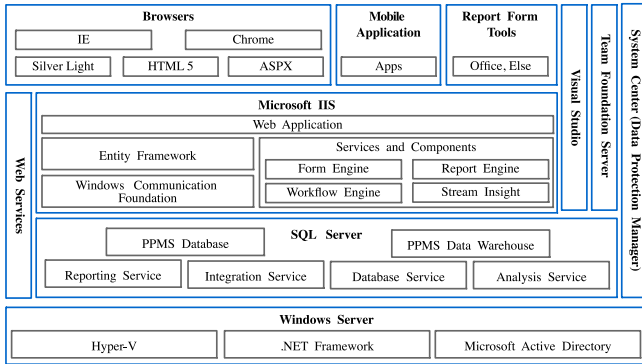 Browsers
IE
Chrome
Silver Light
HTML 5
ASPX
Mobile
Application
Apps
Report Form
Tools
Office, Else
Visual Studio
Team Foundation Server
System Center (Data Protection
Manager)
Web Services
Microsoft IIS
Web Application
Entity Framework
Windows Communication
Foundation
Services and Components
Form Engine
Report Engine
Workflow Engine
Stream Insight
SQL Server
PPMS Database
PPMS Data Warehouse
Reporting Service
Integration Service
Database Service
Analysis Service
Windows Server
Hyper-V
.NET Framework
Microsoft Active Directory